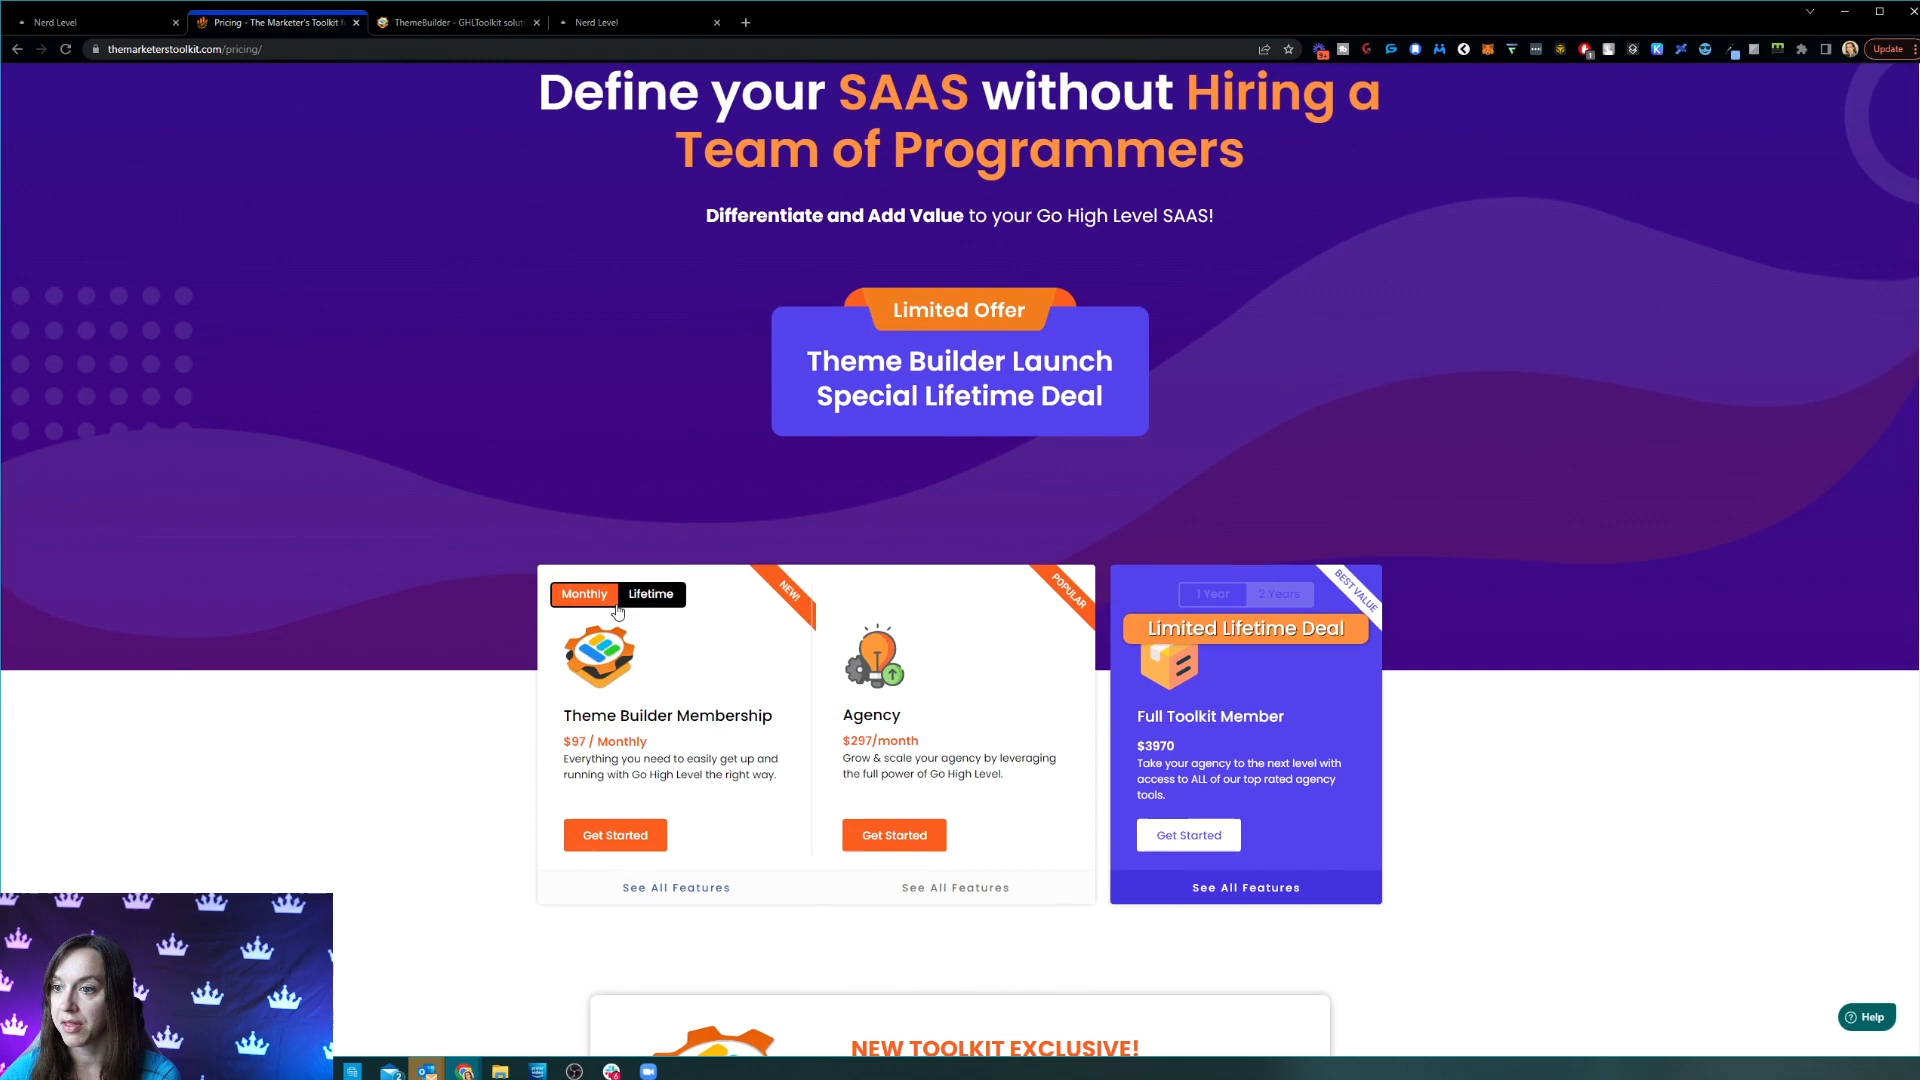 Nerd Level
Pricing - The Marketer's Toolkit f
ThemeBuilder - GHLToolkit soluti
Nerd Level
themarketerstoolkit.com/pricing/
Update
Define your SAAS without Hiring a
Team of Programmers
Differentiate and Add Value to your Go High Level SAAS!
Limited Offer
Theme Builder Launch
Special Lifetime Deal
Monthly
Lifetime
NEW!
Theme Builder Membership
$97 / Monthly
Everything you need to easily get up and
running with Go High Level the right way.
Get Started
See All Features
POPULAR
Agency
$297/month
Grow & scale your agency by leveraging
the full power of Go High Level.
Get Started
See All Features
1 Year
2 Years
BEST VALUE
Limited Lifetime Deal
Full Toolkit Member
$3970
Take your agency to the next level with
access to ALL of our top rated agency
tools.
Get Started
See All Features
NEW TOOLKIT EXCLUSIVE!
Help